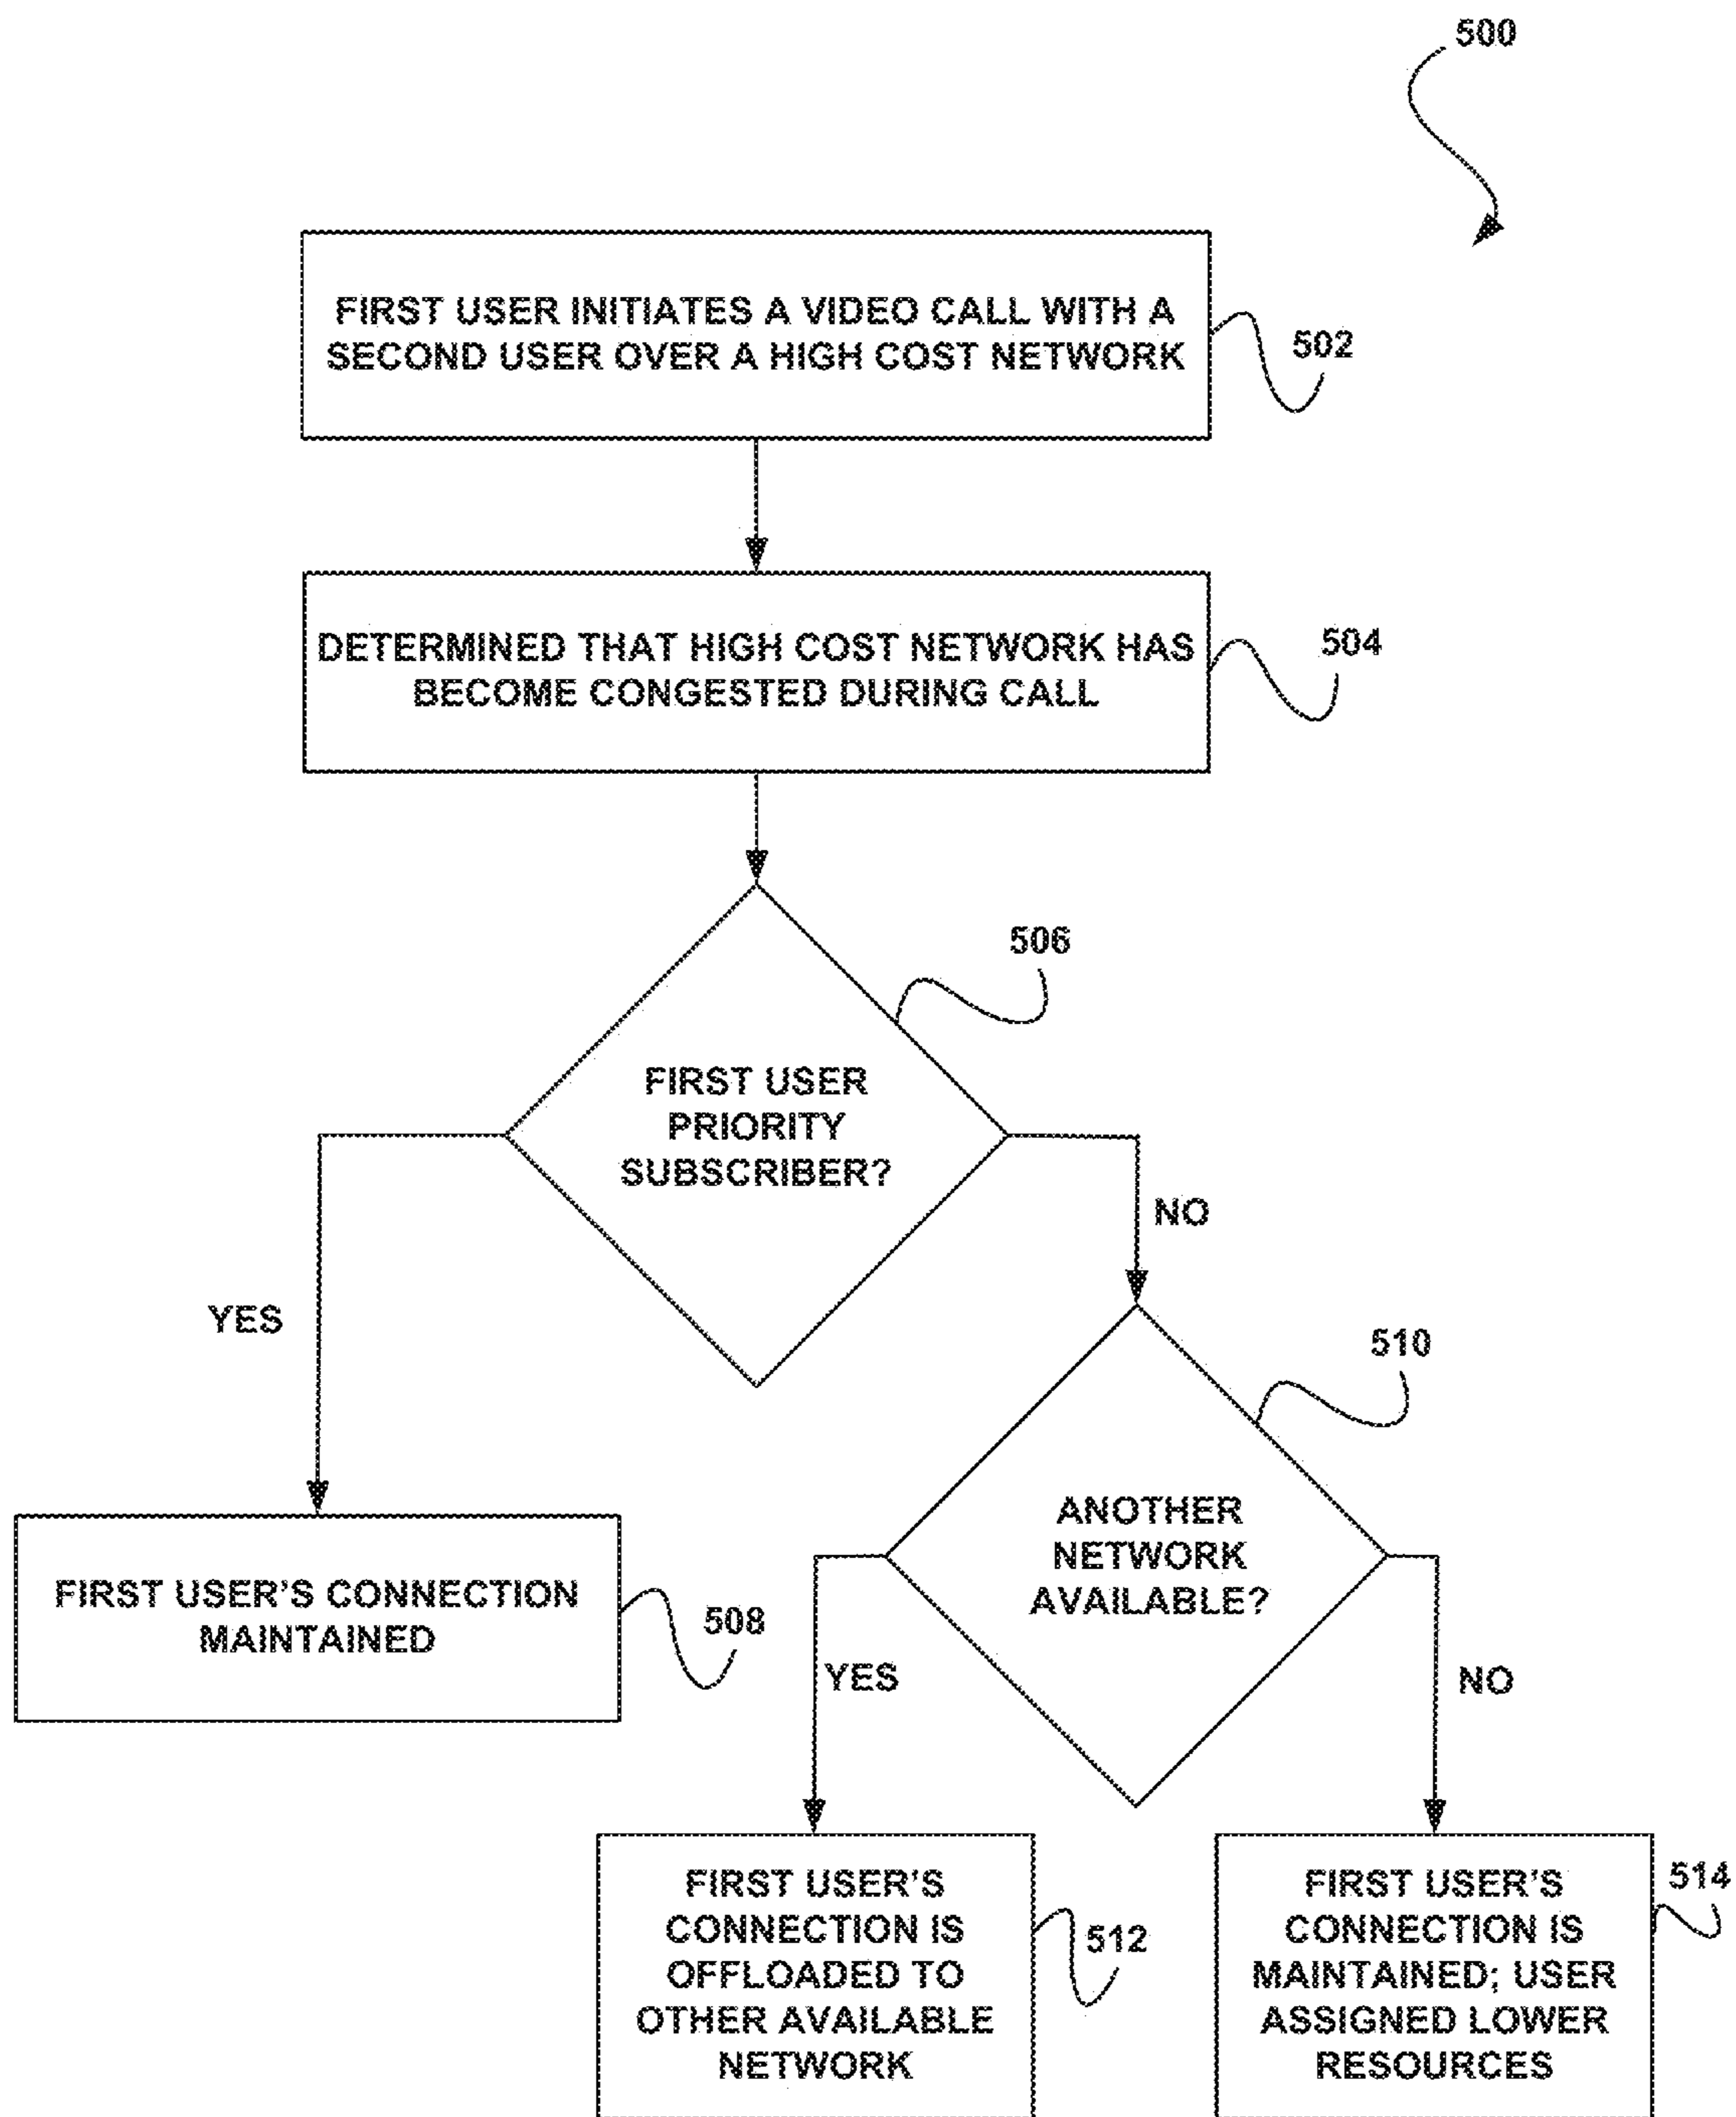 500
FIRST USER INITIATES A VIDEO CALL WITH A
SECOND USER OVER A HIGH COST NETWORK
502
DETERMINED THAT HIGH COST NETWORK HAS
BECOME CONGESTED DURING CALL
504
506
FIRST USER
PRIORITY
SUBSCRIBER?
NO
YES
510
ANOTHER
NETWORK
AVAILABLE?
FIRST USER'S CONNECTION
MAINTAINED
508
YES
NO
FIRST USER'S
CONNECTION IS
OFFLOADED TO
OTHER AVAILABLE
NETWORK
512
FIRST USER'S
CONNECTION IS
MAINTAINED; USER
ASSIGNED LOWER
RESOURCES
514